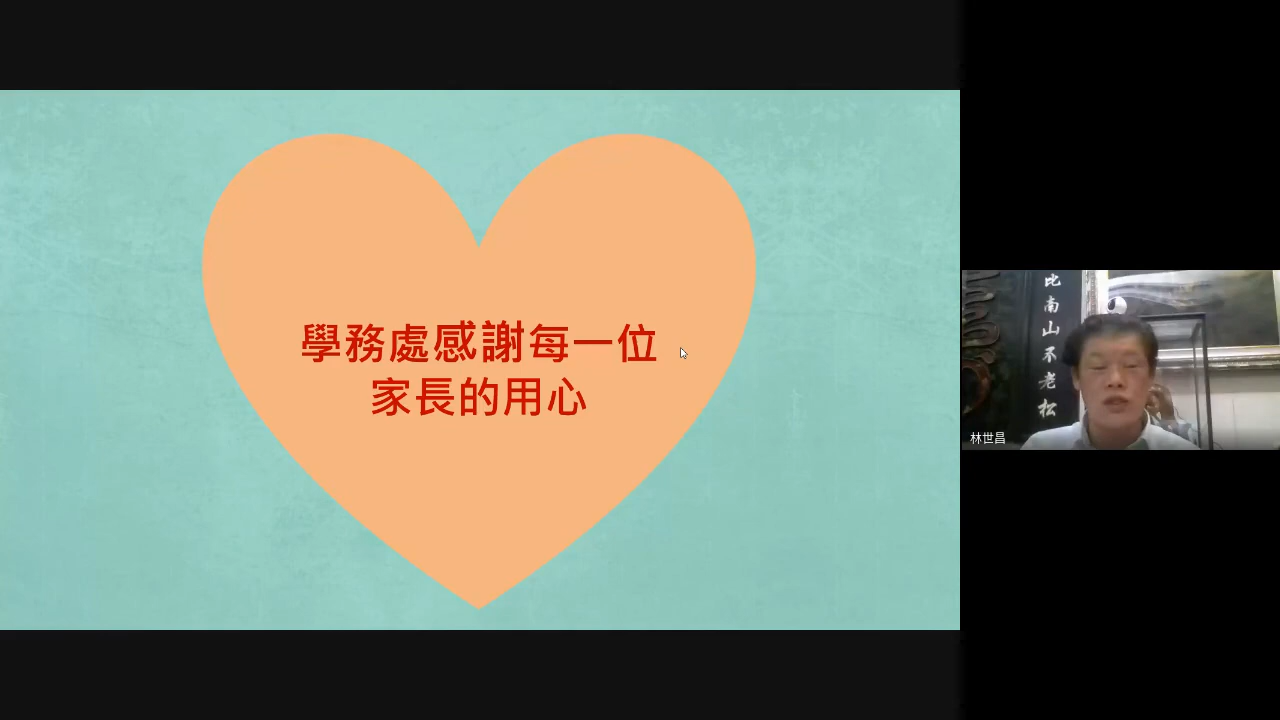 學務處感謝每一位
家長的用心
比南山不老松
林世昌